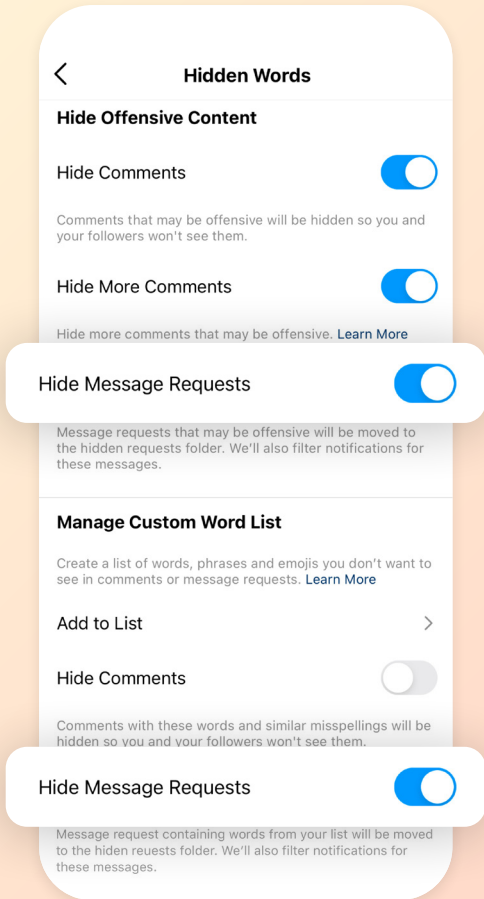 Hidden Words
Hide Offensive Content
Hide Comments
Comments that may be offensive will be hidden so you and
your followers won't see them.
Hide More Comments
Hide more comments that may be offensive. Learn More
Hide Message Requests
Message requests that may be offensive will be moved to
the hidden requests folder. We'll also filter notifications for
these messages.
Manage Custom Word List
Create a list of words, phrases and emojis you don't want to
see in comments or message requests. Learn More
Add to List
Hide Comments
Comments with these words and similar misspellings will be
hidden so you and your followers won't see them.
Hide Message Requests
Message request containing words from your list will be moved
to the hiden reuests folder. We'll also filter notifications for
these messages.